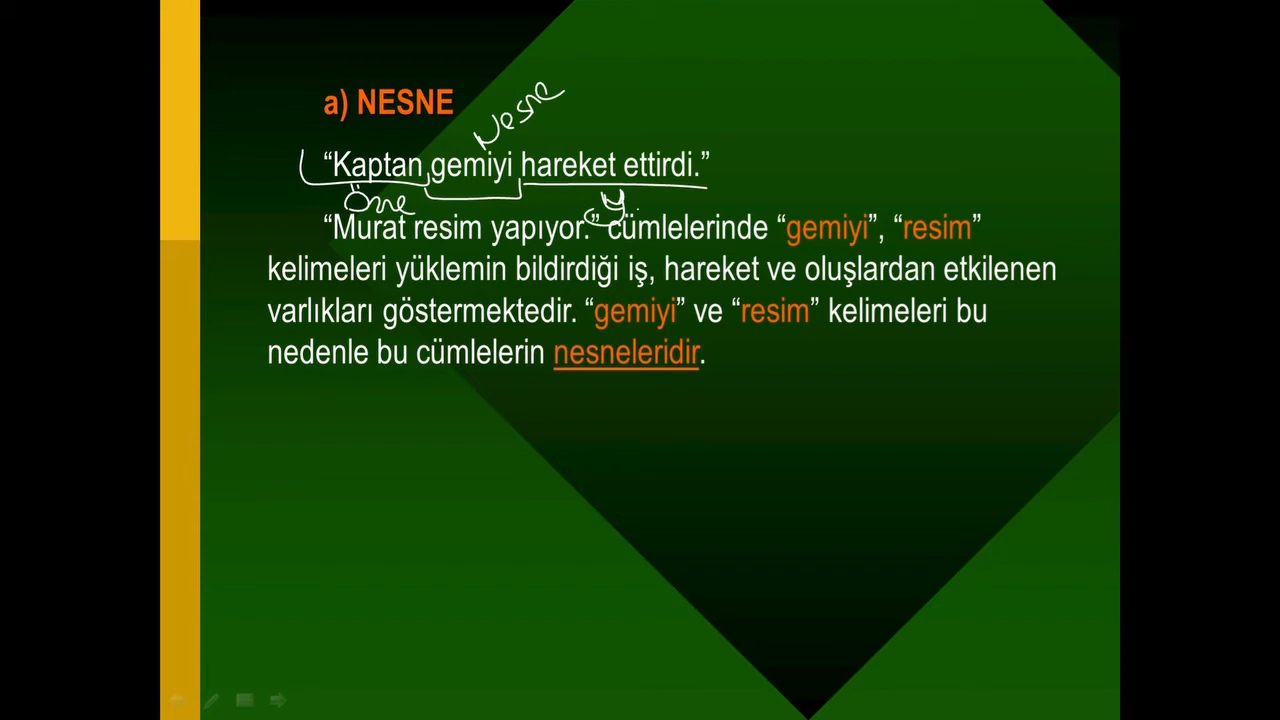 a) NESNE
Nesne
“Kaptan gemiyi hareket ettirdi.”
Özne
y
“Murat resim yapıyor.” cümlelerinde “gemiyi”, “resim”
kelimeleri yüklemin bildirdiği iş, hareket ve oluşlardan etkilenen
varlıkları göstermektedir. “gemiyi” ve “resim” kelimeleri bu
nedenle bu cümlelerin nesneleridir.